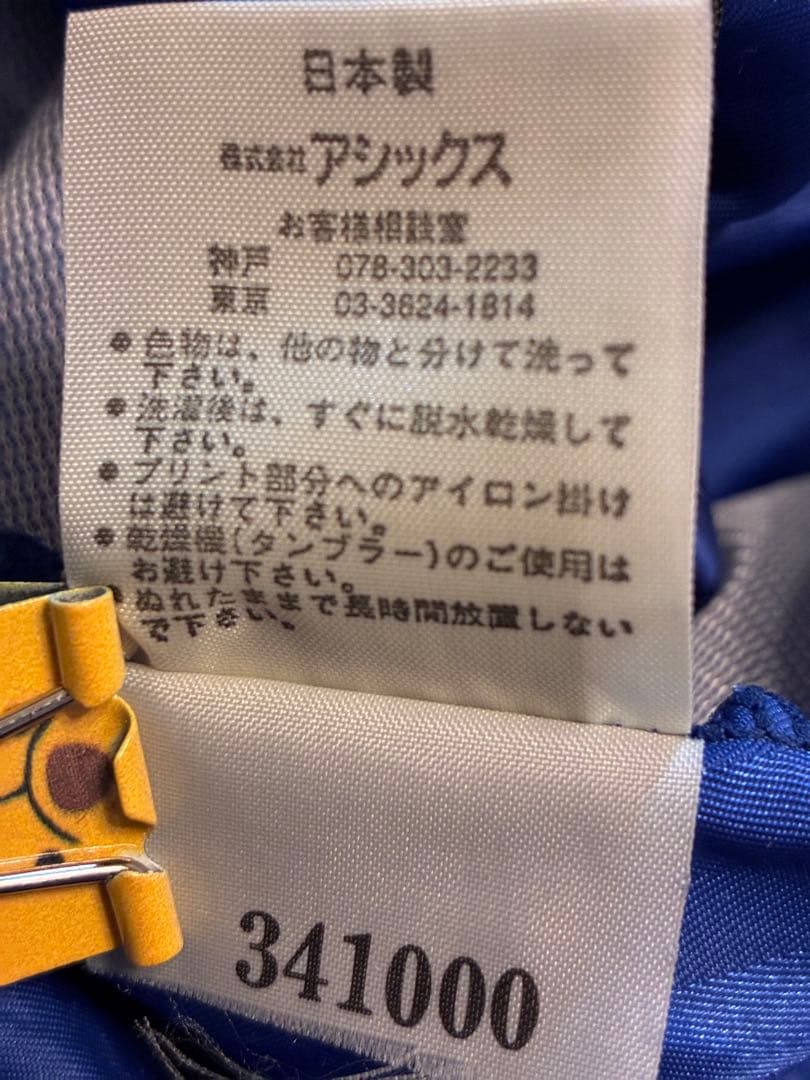 日本製
株式会社アシックス
お客様相談室
神戸 078-303-2233
東京 03-3624-1814
● 色物は、他の物と分けて洗って
下さい。
● 洗濯後は、すぐに脱水乾燥して
下さい。
● プリント部分へのアイロン掛け
は避けて下さい。
● 乾燥機(タンブラー)のご使用は
お避け下さい。
● ぬれたままで長時間放置しない
で下さい。
341000